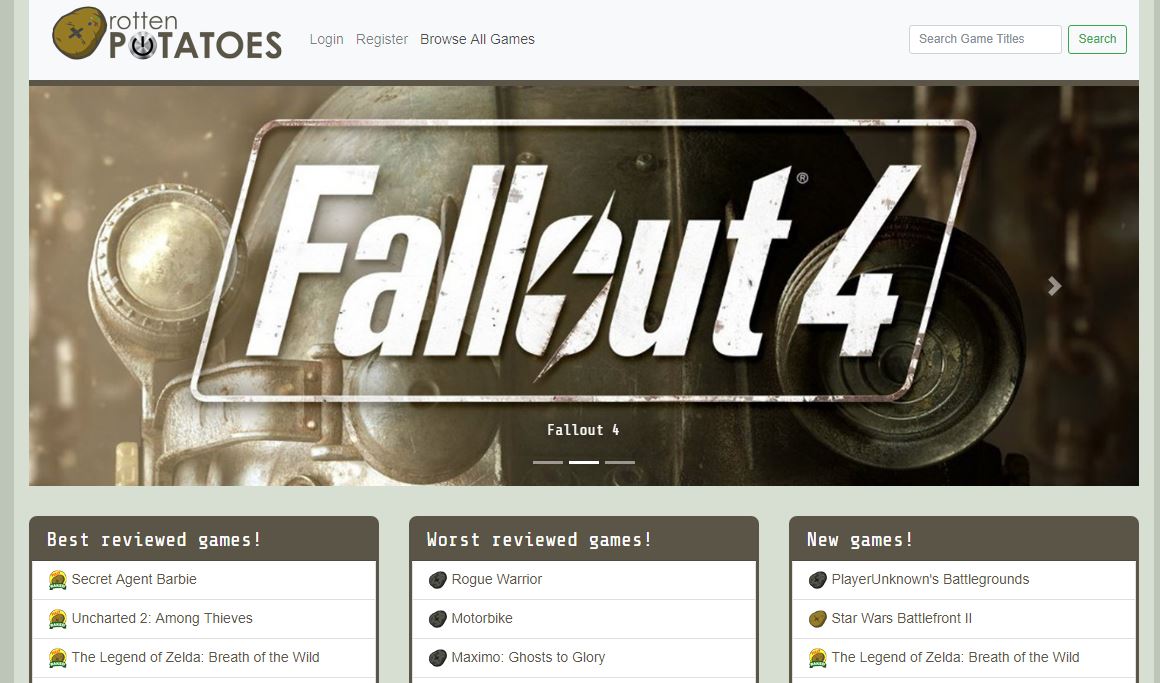 rotten
POTATOES
Login Register Browse All Games
Search Game Titles
Search
Fallout 4®
Fallout 4
Best reviewed games!
Secret Agent Barbie
Uncharted 2: Among Thieves
The Legend of Zelda: Breath of the Wild
Worst reviewed games!
Rogue Warrior
Motorbike
Maximo: Ghosts to Glory
New games!
PlayerUnknown's Battlegrounds
Star Wars Battlefront II
The Legend of Zelda: Breath of the Wild